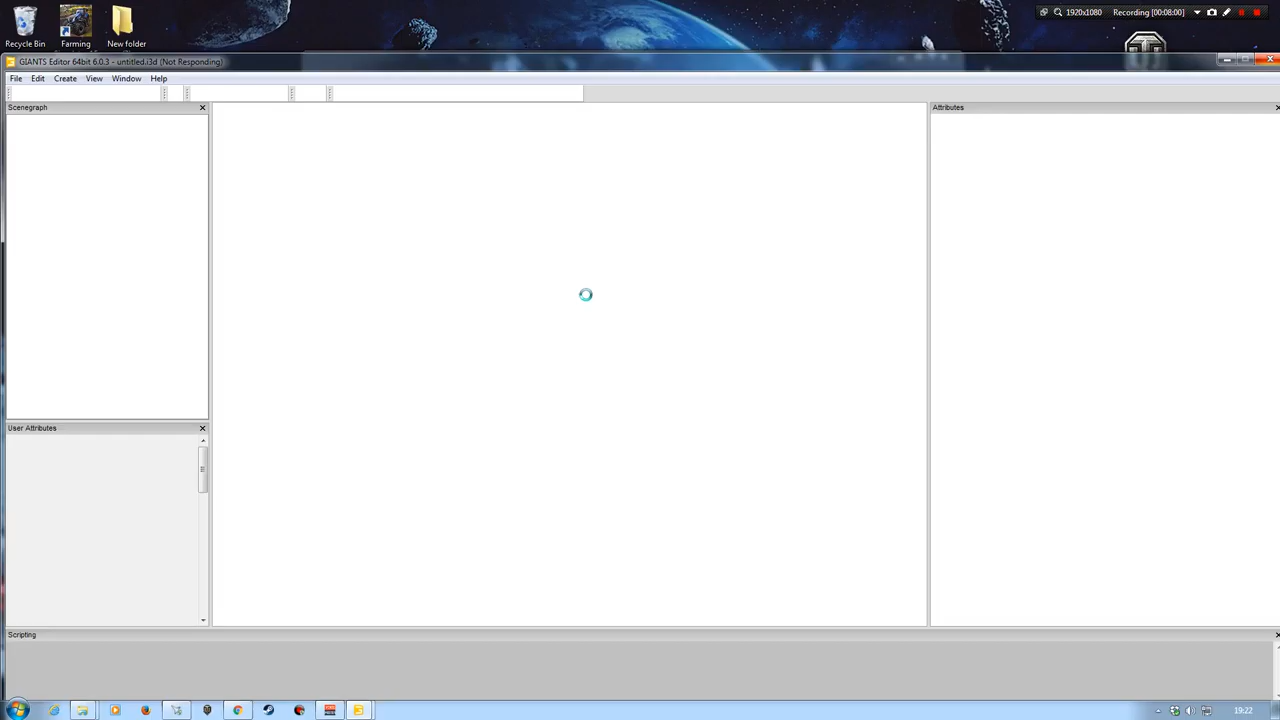 1920x1080 Recording [00:00:00]
Recycle Bin Farming New folder
GIANTS Editor 64bit 6.0.3 - untitled.i3d (Not Responding)
File Edit Create View Window Help
Scenegraph
Attributes
User Attributes
Scripting
19:22